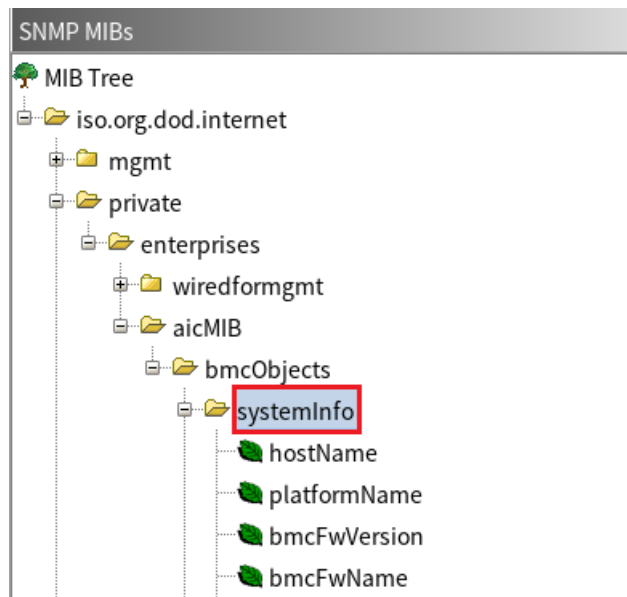 SNMP MIBs
MIB Tree
iso.org.dod.internet
mgmt
private
enterprises
wiredformgmt
aicMIB
bmcObjects
systemInfo
hostName
platformName
bmcFwVersion
bmcFwName